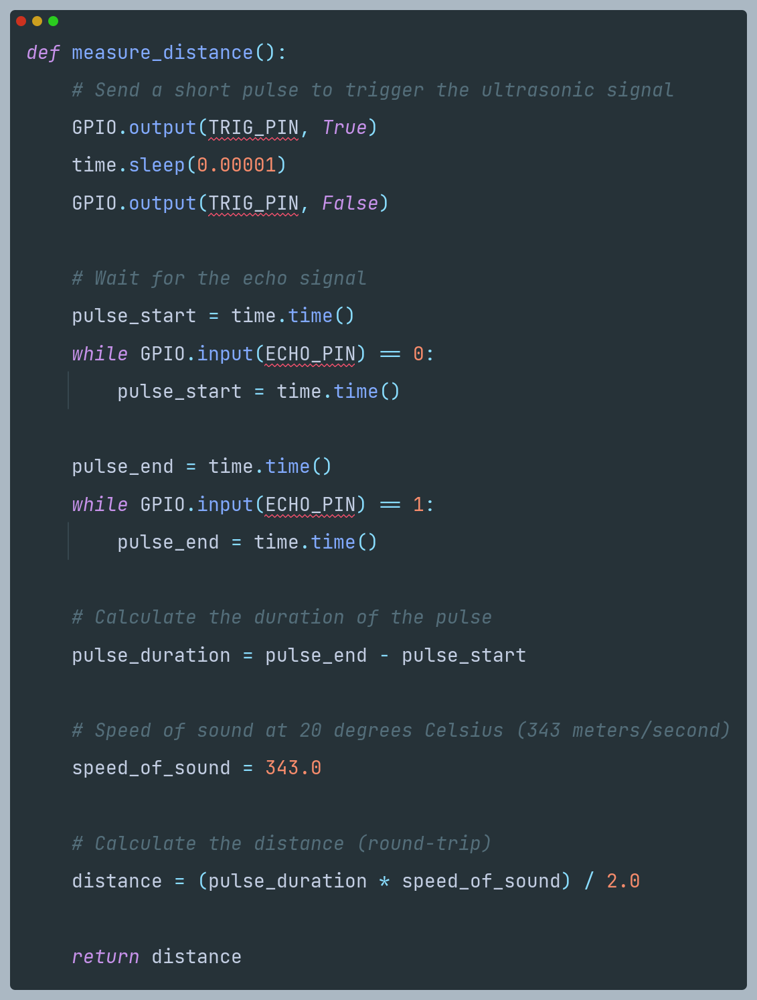 def measure_distance():
    # Send a short pulse to trigger the ultrasonic signal
    GPIO.output(TRIG_PIN, True)
    time.sleep(0.00001)
    GPIO.output(TRIG_PIN, False)

    # Wait for the echo signal
    pulse_start = time.time()
    while GPIO.input(ECHO_PIN) == 0:
        pulse_start = time.time()

    pulse_end = time.time()
    while GPIO.input(ECHO_PIN) == 1:
        pulse_end = time.time()

    # Calculate the duration of the pulse
    pulse_duration = pulse_end - pulse_start

    # Speed of sound at 20 degrees Celsius (343 meters/second)
    speed_of_sound = 343.0

    # Calculate the distance (round-trip)
    distance = (pulse_duration * speed_of_sound) / 2.0

    return distance